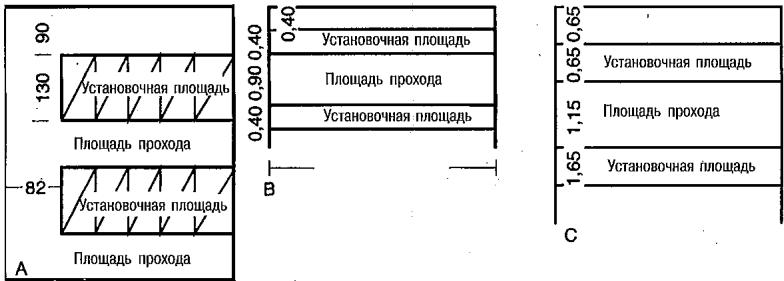 90
130
Установочная площадь
Площадь прохода
82
Установочная площадь
Площадь прохода
A
0,40
0,40
Установочная площадь
0,90
Площадь прохода
0,40
Установочная площадь
B
0,65
0,65
Установочная площадь
1,15
Площадь прохода
1,65
Установочная площадь
C